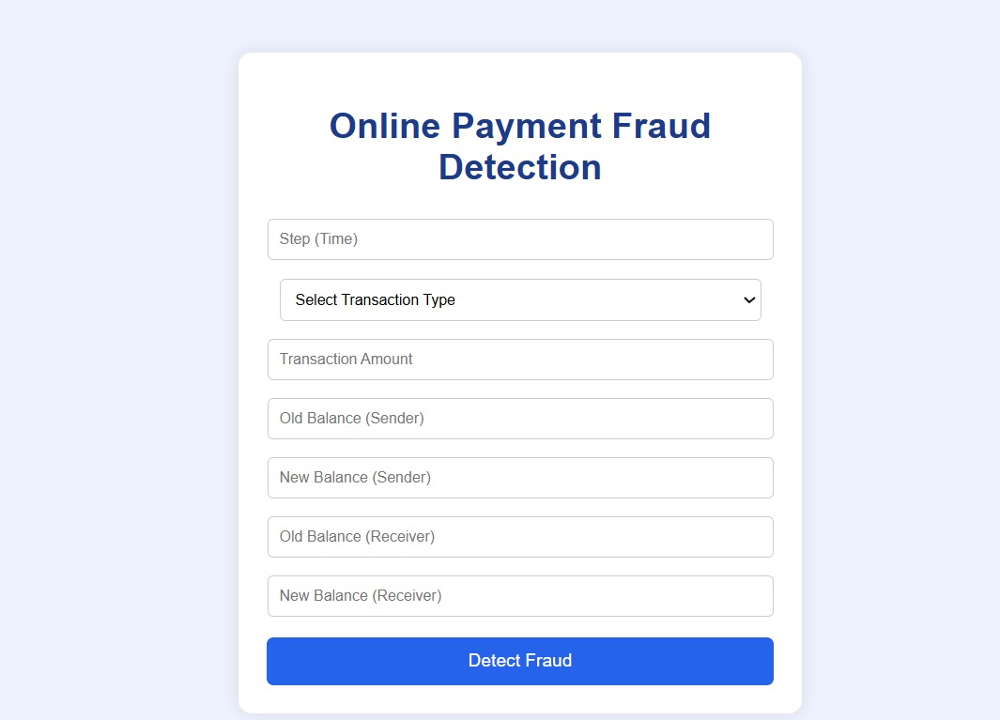 Online Payment Fraud
Detection
Step (Time)
Select Transaction Type
Transaction Amount
Old Balance (Sender)
New Balance (Sender)
Old Balance (Receiver)
New Balance (Receiver)
Detect Fraud